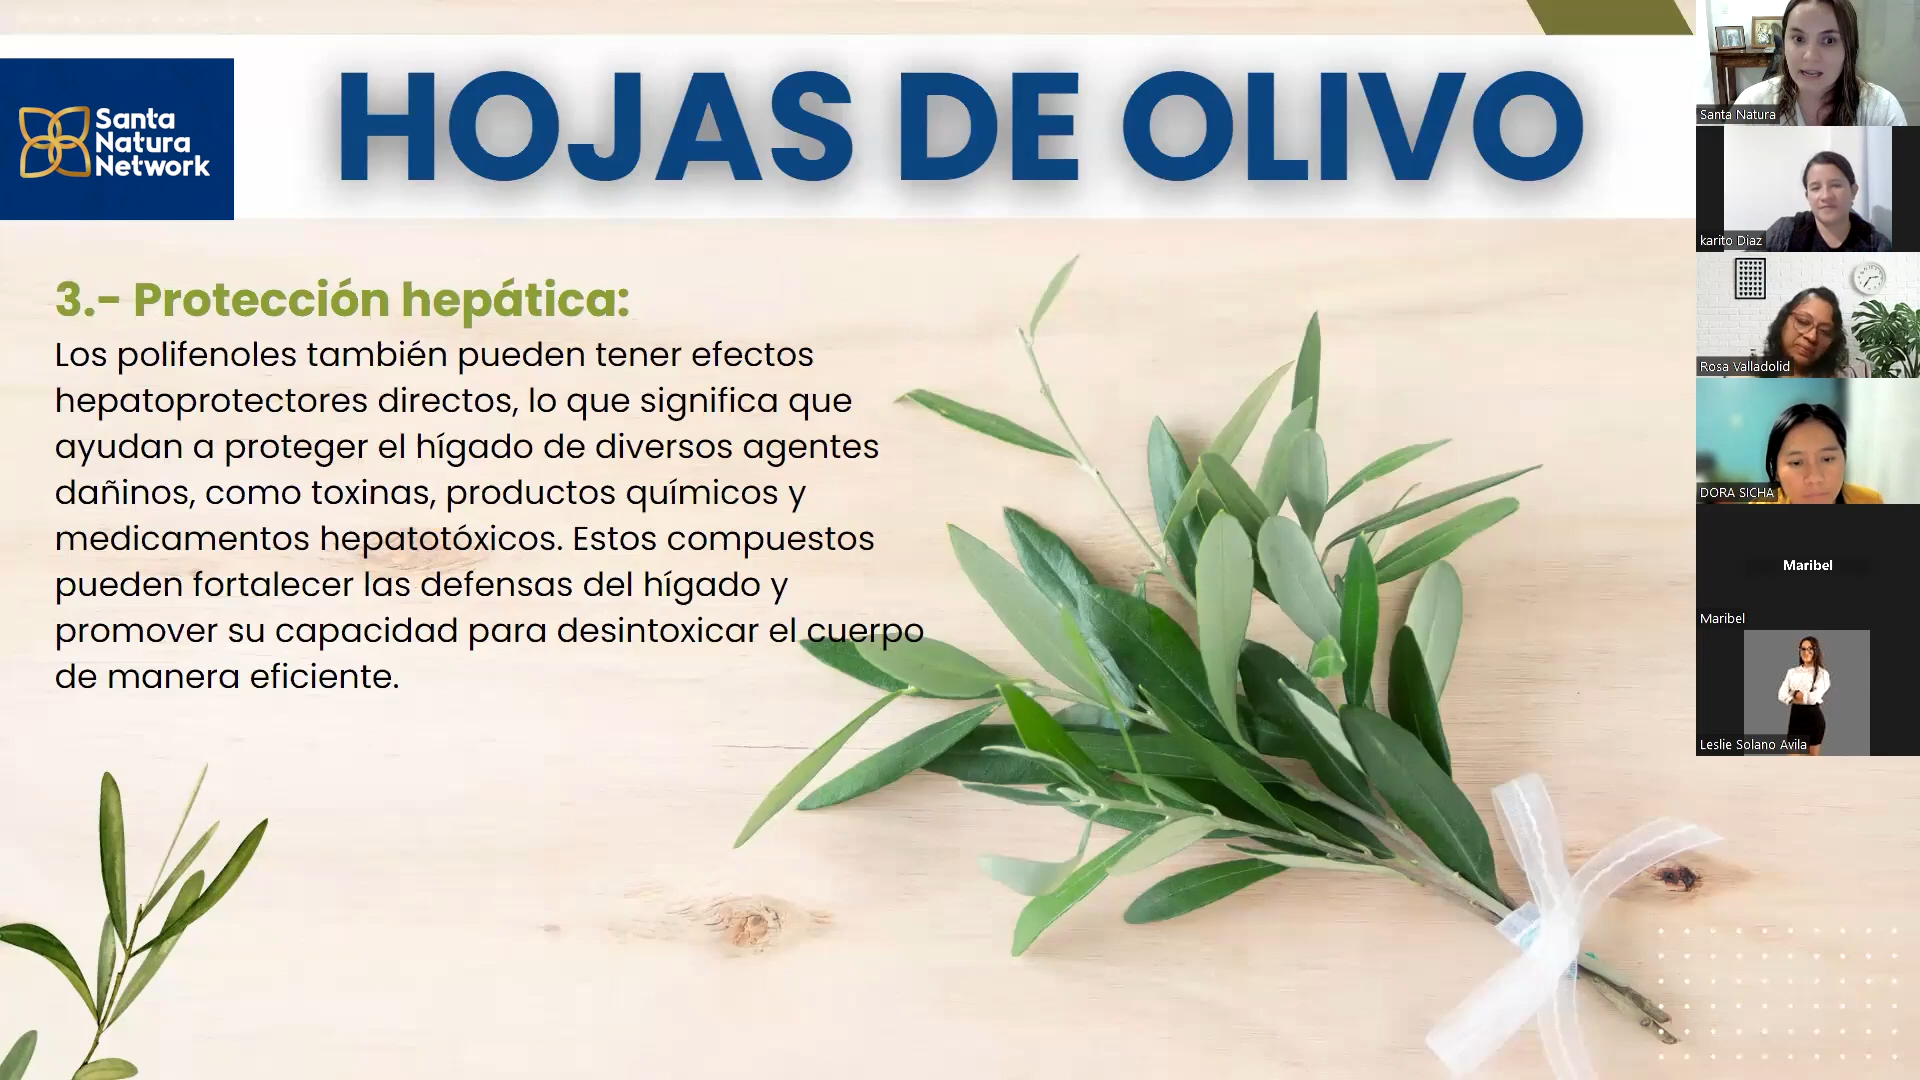 HOJAS DE OLIVO
Santa
Natura
Network
3.- Protección hepática:
Los polifenoles también pueden tener efectos
hepatoprotectores directos, lo que significa que
ayudan a proteger el hígado de diversos agentes
dañinos, como toxinas, productos químicos y
medicamentos hepatotóxicos. Estos compuestos
pueden fortalecer las defensas del hígado y
promover su capacidad para desintoxicar el cuerpo
de manera eficiente.
Santa Natura
karito Diaz
Rosa Valladolid
DORA SICHA
Maribel
Maribel
Leslie Solano Avila